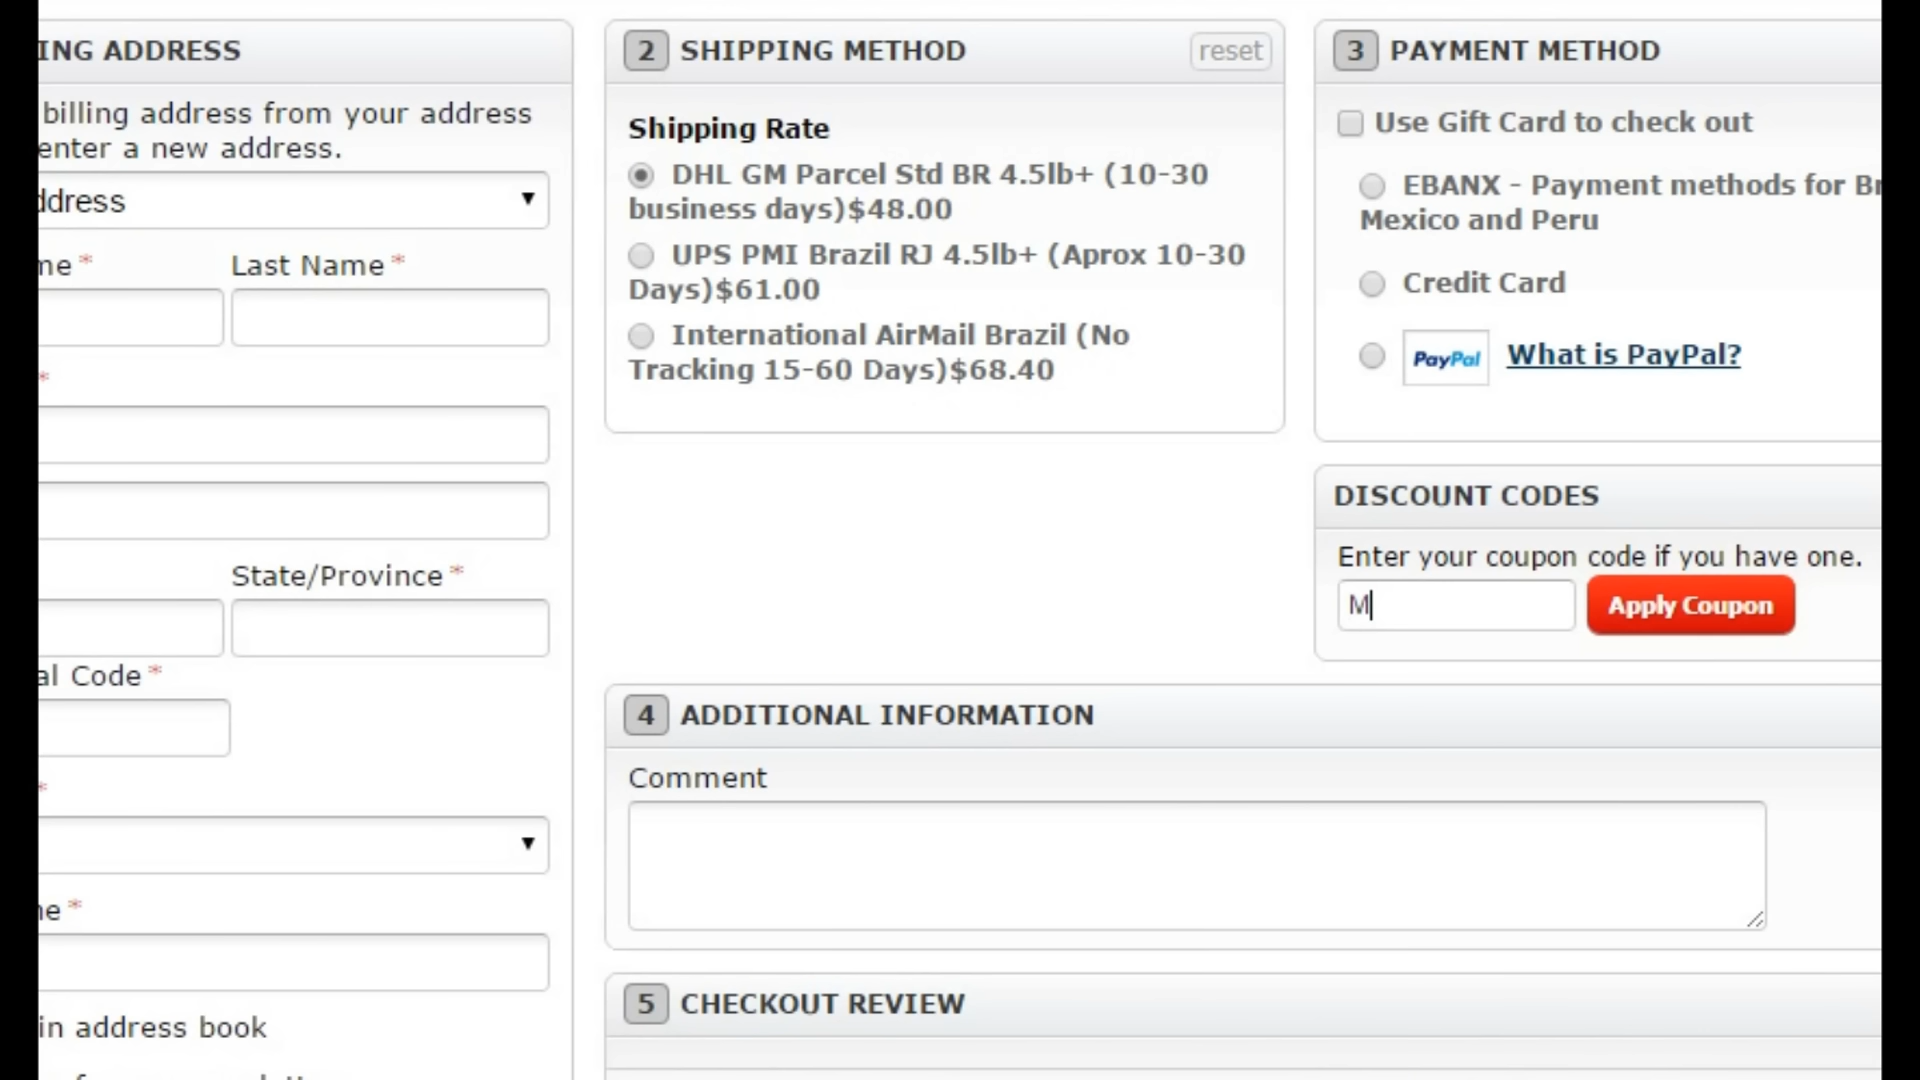 ING ADDRESS
billing address from your address
enter a new address.
ddress
me *
Last Name *
*
State/Province *
al Code *
*
ne *
in address book
2 SHIPPING METHOD
reset
Shipping Rate
DHL GM Parcel Std BR 4.5lb+ (10-30
business days)$48.00
UPS PMI Brazil RJ 4.5lb+ (Aprox 10-30
Days)$61.00
International AirMail Brazil (No
Tracking 15-60 Days)$68.40
3 PAYMENT METHOD
Use Gift Card to check out
EBANX - Payment methods for Br
Mexico and Peru
Credit Card
PayPal What is PayPal?
DISCOUNT CODES
Enter your coupon code if you have one.
M
Apply Coupon
4 ADDITIONAL INFORMATION
Comment
5 CHECKOUT REVIEW